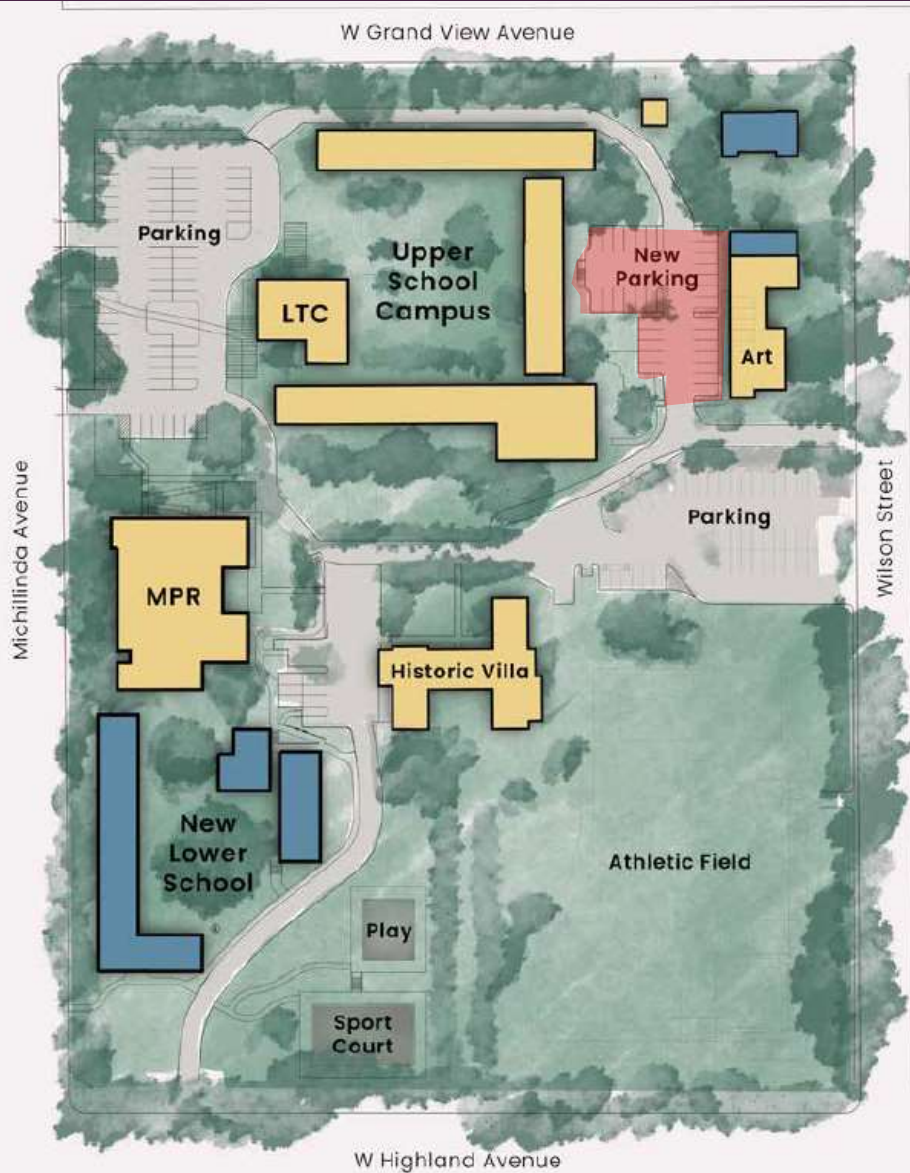 W Grand View Avenue
Parking
Upper
School
Campus
New
Parking
LTC
Art
Michillinda Avenue
Wilson Street
Parking
MPR
Historic Villa
New
Lower
School
Athletic Field
Play
Sport
Court
W Highland Avenue